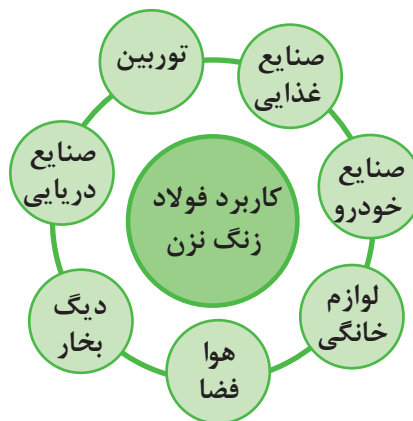 کاربرد فولاد
زنگ نزن
صنایع
غذایی
صنایع
خودرو
لوازم
خانگی
هوا
فضا
دیگ
بخار
صنایع
دریایی
توربین